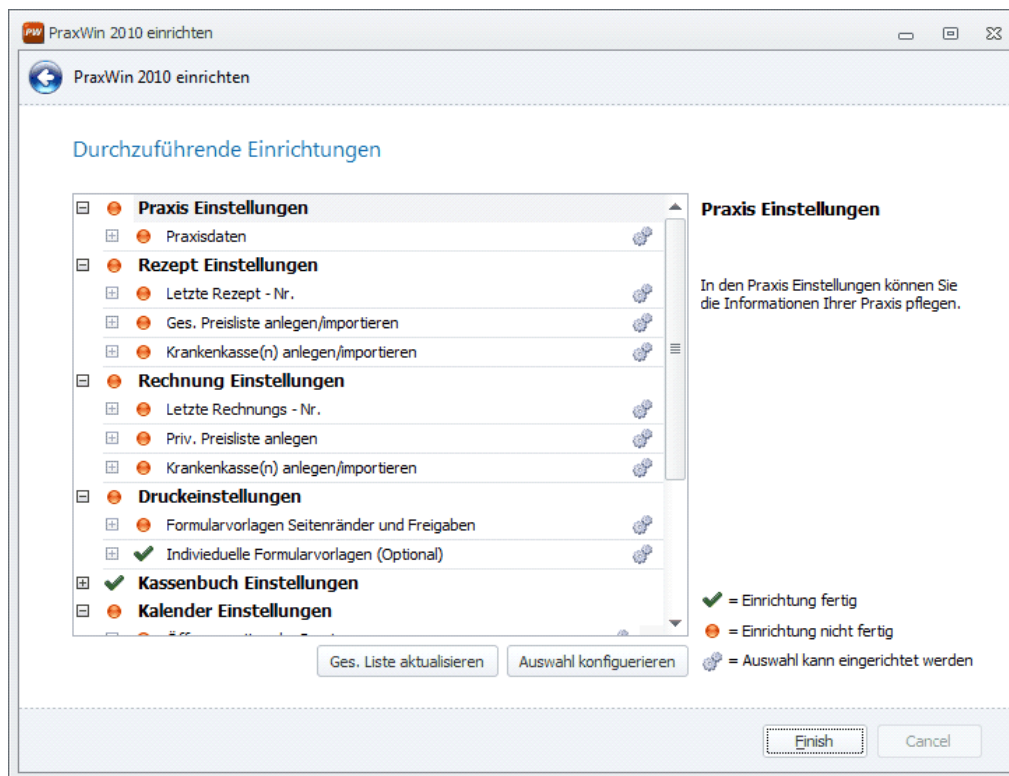 PW PraxWin 2010 einrichten
PraxWin 2010 einrichten
Durchzuführende Einrichtungen
Praxis Einstellungen
Praxisdaten
Rezept Einstellungen
Letzte Rezept - Nr.
Ges. Preisliste anlegen/importieren
Krankenkasse(n) anlegen/importieren
Rechnung Einstellungen
Letzte Rechnungs - Nr.
Priv. Preisliste anlegen
Krankenkasse(n) anlegen/importieren
Druckeinstellungen
Formularvorlagen Seitenränder und Freigaben
Indivieduelle Formularvorlagen (Optional)
Kassenbuch Einstellungen
Kalender Einstellungen
Praxis Einstellungen
In den Praxis Einstellungen können Sie
die Informationen Ihrer Praxis pflegen.
= Einrichtung fertig
= Einrichtung nicht fertig
= Auswahl kann eingerichtet werden
Ges. Liste aktualisieren
Auswahl konfiguerieren
Finish
Cancel